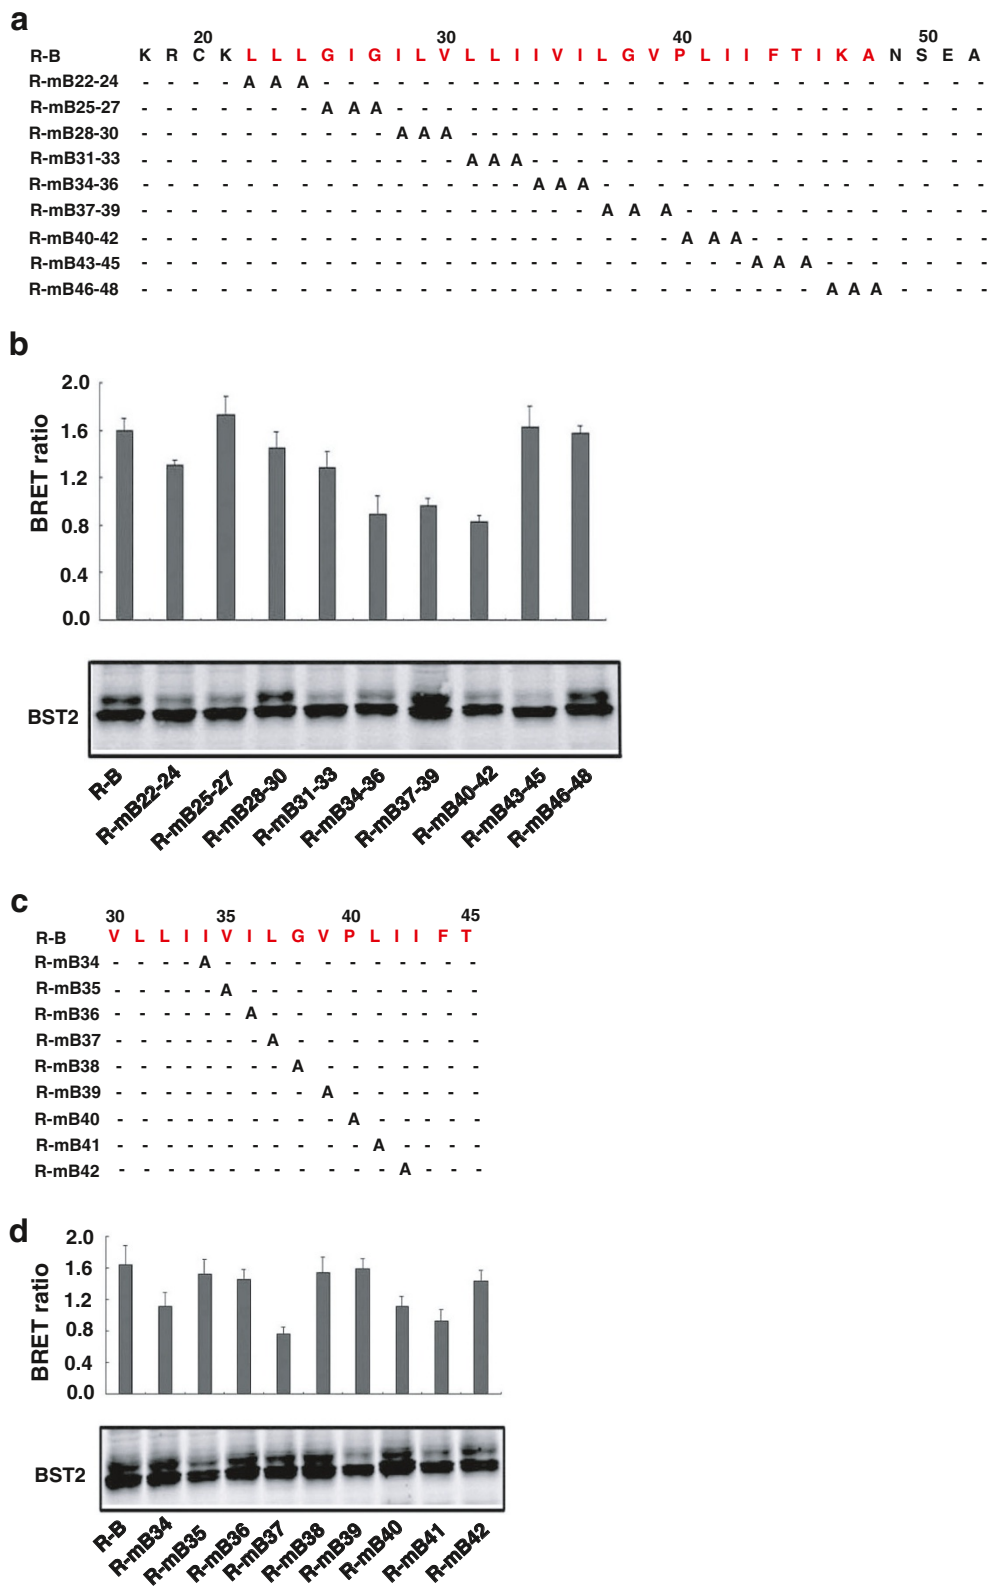 a
20 30 40 50
R-B K R C K L L L G I G I L V L L I I V I L G V P L I I F T I K A N S E A
R-mB22-24 - - - - A A A - - - - - - - - - - - - - - - - - - - - - - - - - - - -
R-mB25-27 - - - - - - - A A A - - - - - - - - - - - - - - - - - - - - - - - - -
R-mB28-30 - - - - - - - - - - A A A - - - - - - - - - - - - - - - - - - - - - -
R-mB31-33 - - - - - - - - - - - - - A A A - - - - - - - - - - - - - - - - - - -
R-mB34-36 - - - - - - - - - - - - - - - - A A A - - - - - - - - - - - - - - - -
R-mB37-39 - - - - - - - - - - - - - - - - - - - A A A - - - - - - - - - - - - -
R-mB40-42 - - - - - - - - - - - - - - - - - - - - - - A A A - - - - - - - - - -
R-mB43-45 - - - - - - - - - - - - - - - - - - - - - - - - - A A A - - - - - - -
R-mB46-48 - - - - - - - - - - - - - - - - - - - - - - - - - - - - A A A - - - -
b
BRET ratio
2.0
1.6
1.2
0.8
0.4
0.0
BST2
R-B R-mB22-24 R-mB25-27 R-mB28-30 R-mB31-33 R-mB34-36 R-mB37-39 R-mB40-42 R-mB43-45 R-mB46-48
c
30 35 40 45
R-B V L L I I V I L G V P L I I F T
R-mB34 - - - - A - - - - - - - - - - -
R-mB35 - - - - - A - - - - - - - - - -
R-mB36 - - - - - - A - - - - - - - - -
R-mB37 - - - - - - - A - - - - - - - -
R-mB38 - - - - - - - - A - - - - - - -
R-mB39 - - - - - - - - - A - - - - - -
R-mB40 - - - - - - - - - - A - - - - -
R-mB41 - - - - - - - - - - - A - - - -
R-mB42 - - - - - - - - - - - - A - - -
d
BRET ratio
2.0
1.6
1.2
0.8
0.4
0.0
BST2
R-B R-mB34 R-mB35 R-mB36 R-mB37 R-mB38 R-mB39 R-mB40 R-mB41 R-mB42